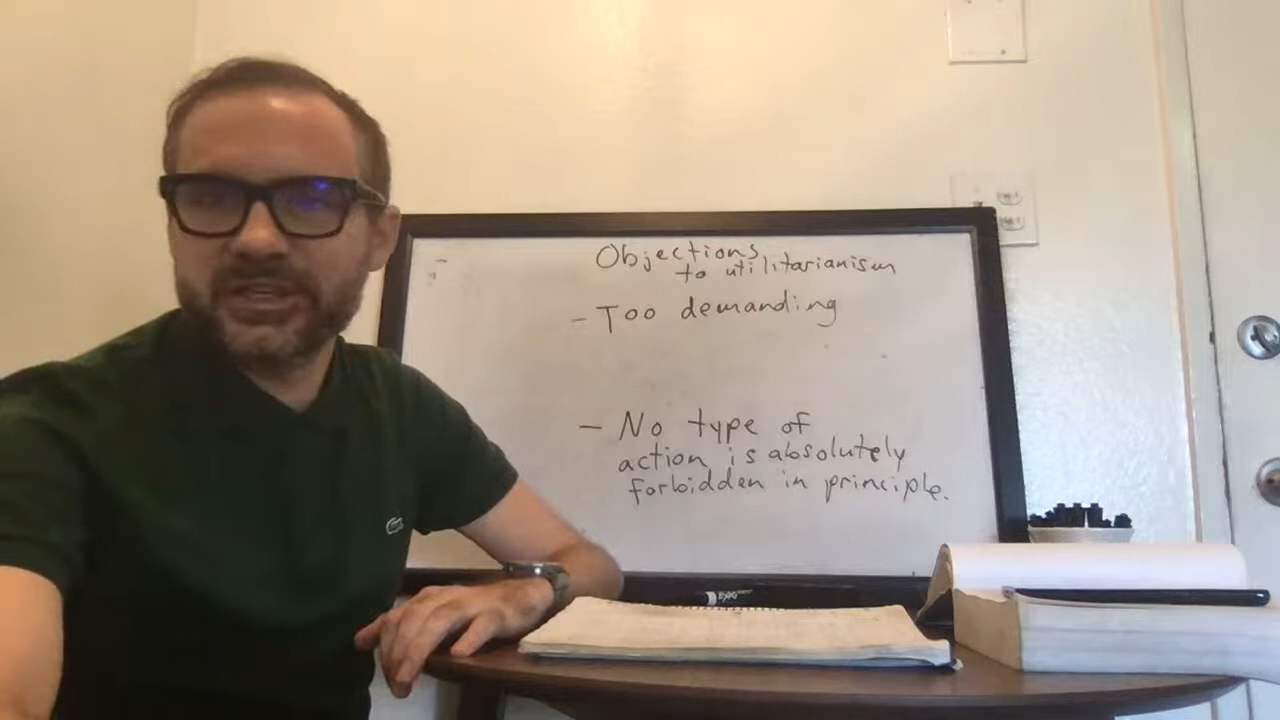 Objections
to utilitarianism
- Too demanding
- No type of
action is absolutely
forbidden in principle.